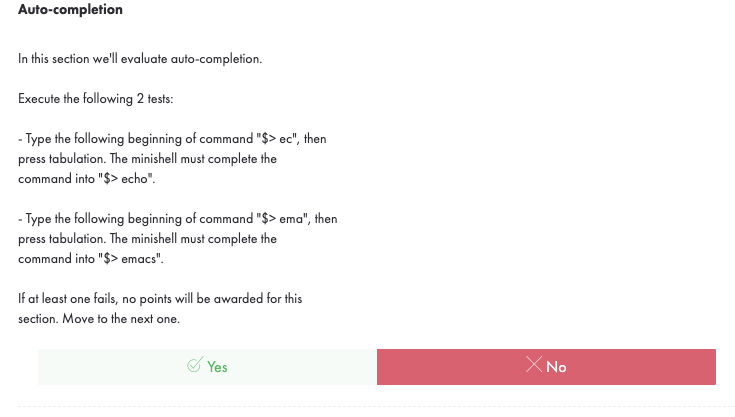 Auto-completion
In this section we'll evaluate auto-completion.
Execute the following 2 tests:
- Type the following beginning of command "$> ec", then
press tabulation. The minishell must complete the
command into "$> echo".
- Type the following beginning of command "$> ema", then
press tabulation. The minishell must complete the
command into "$> emacs".
If at least one fails, no points will be awarded for this
section. Move to the next one.
Yes
No